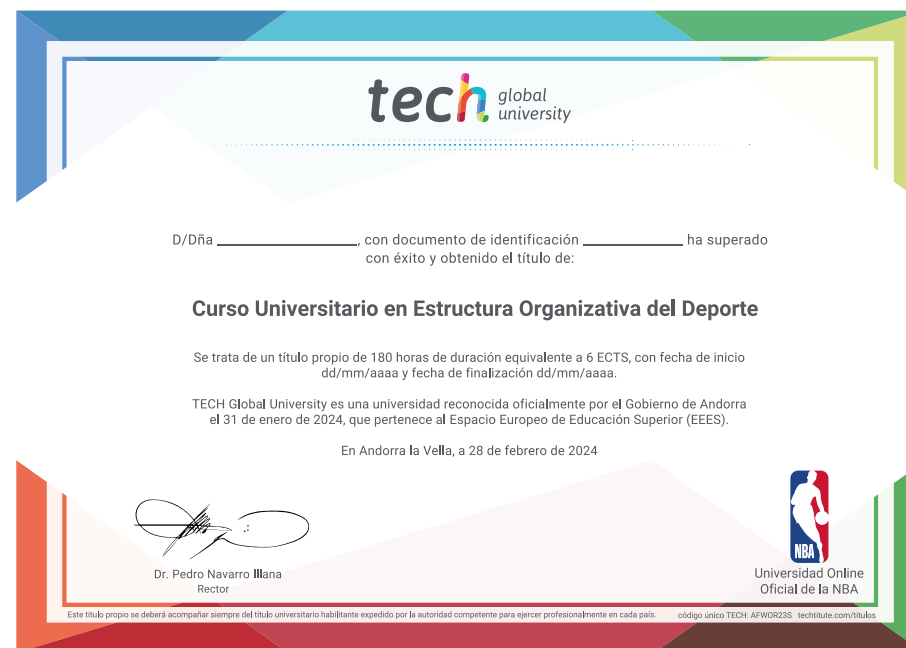 tech global university
D/Dña ________________, con documento de identificación ____________ ha superado
con éxito y obtenido el título de:
Curso Universitario en Estructura Organizativa del Deporte
Se trata de un título propio de 180 horas de duración equivalente a 6 ECTS, con fecha de inicio
dd/mm/aaaa y fecha de finalización dd/mm/aaaa.
TECH Global University es una universidad reconocida oficialmente por el Gobierno de Andorra
el 31 de enero de 2024, que pertenece al Espacio Europeo de Educación Superior (EEES).
En Andorra la Vella, a 28 de febrero de 2024
NBA
Dr. Pedro Navarro Illana
Rector
Universidad Online
Oficial de la NBA
Este título propio se deberá acompañar siempre del título universitario habilitante expedido por la autoridad competente para ejercer profesionalmente en cada país.
código único TECH: AFWOR23S techtitute.com/titulos